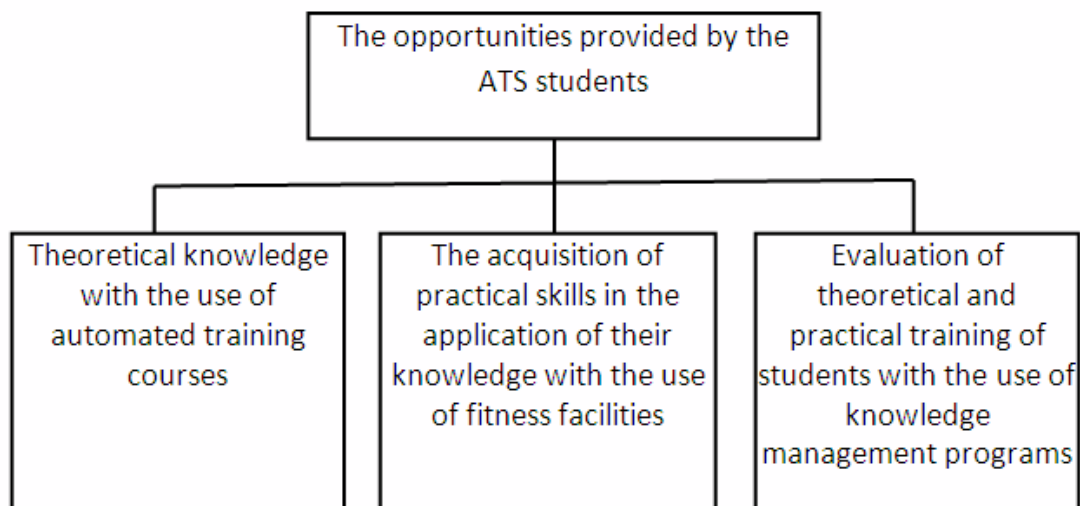 The opportunities provided by the
ATS students
Theoretical knowledge
with the use of
automated training
courses
The acquisition of
practical skills in the
application of their
knowledge with the use
of fitness facilities
Evaluation of
theoretical and
practical training of
students with the use of
knowledge
management programs